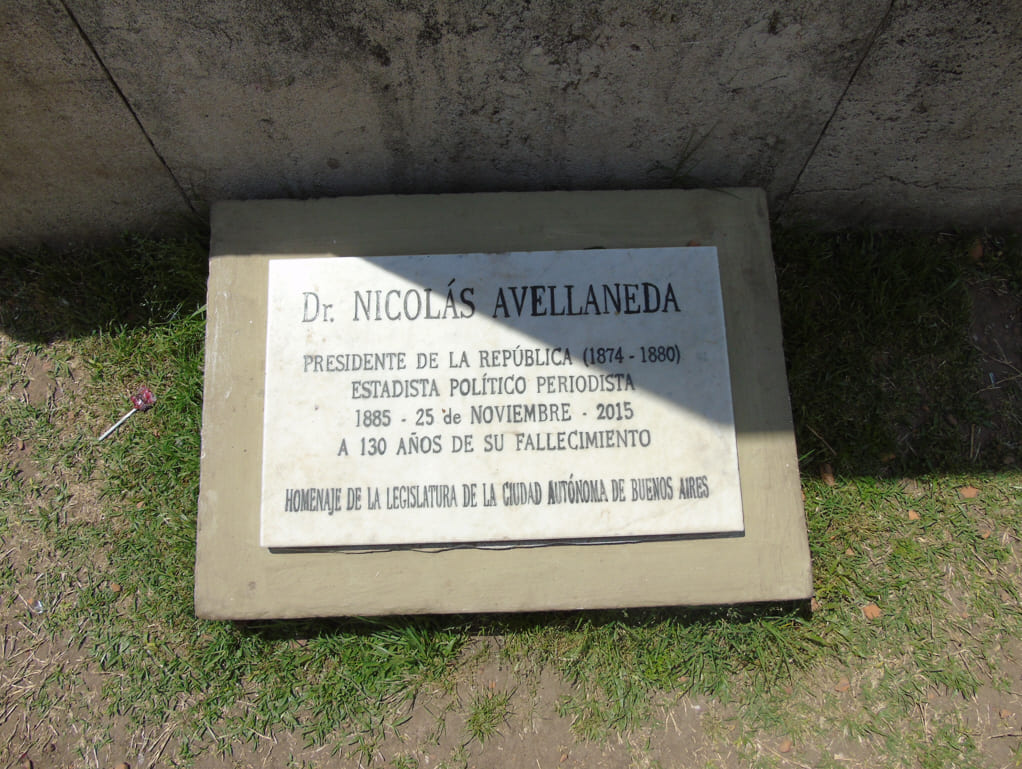 Dr. NICOLÁS AVELLANEDA
PRESIDENTE DE LA REPÚBLICA (1874 - 1880)
ESTADISTA POLÍTICO PERIODISTA
1885 - 25 de NOVIEMBRE - 2015
A 130 AÑOS DE SU FALLECIMIENTO
HOMENAJE DE LA LEGISLATURA DE LA CIUDAD AUTÓNOMA DE BUENOS AIRES